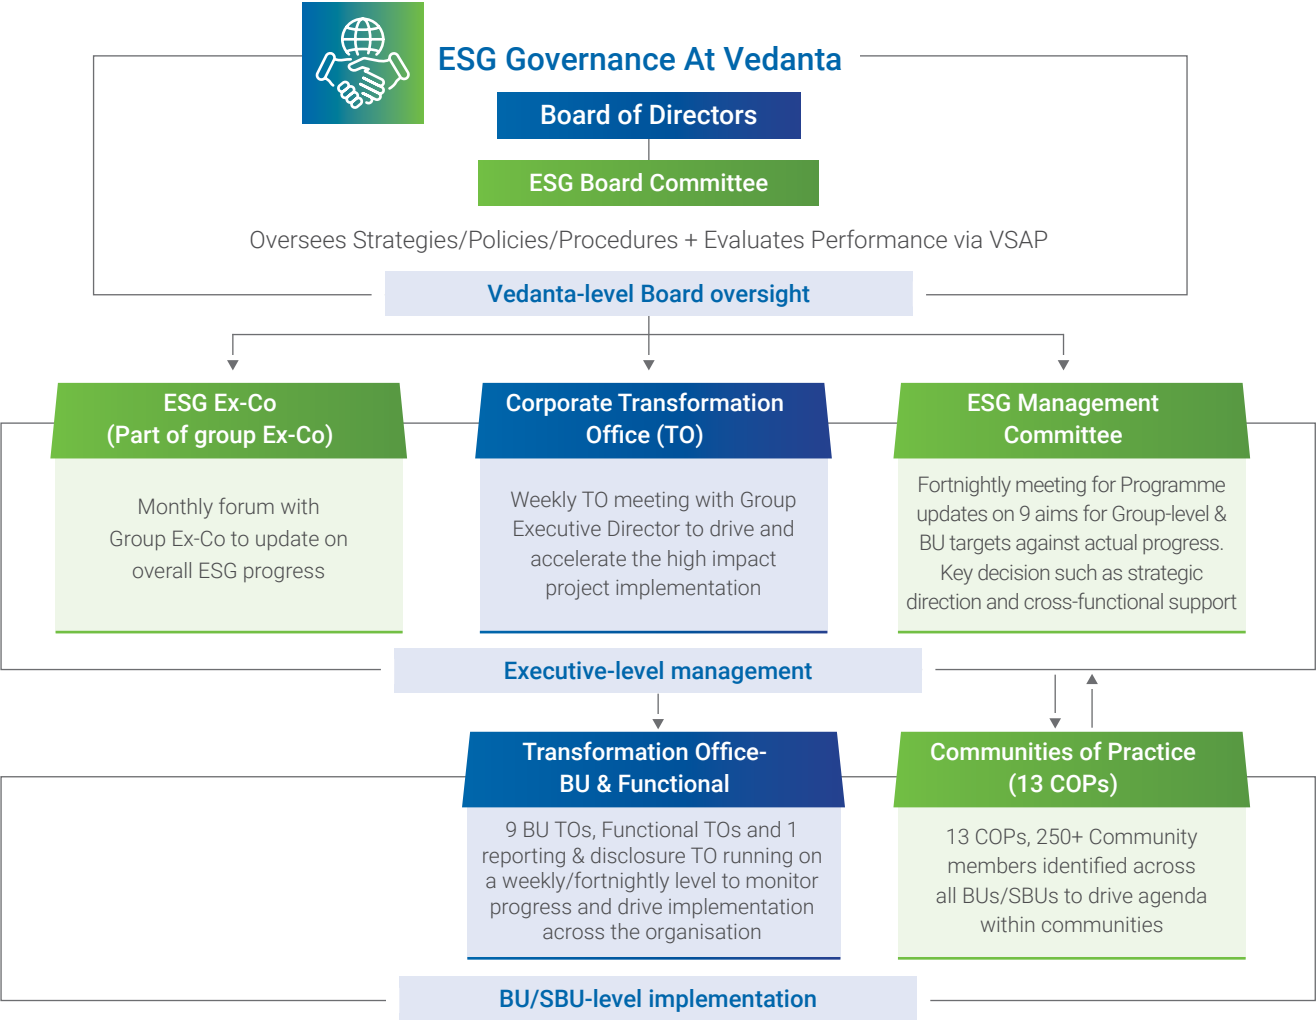 ESG Governance At Vedanta
Board of Directors
ESG Board Committee
Oversees Strategies/Policies/Procedures + Evaluates Performance via VSAP
Vedanta-level Board oversight
ESG Ex-Co
(Part of group Ex-Co)
Monthly forum with
Group Ex-Co to update on
overall ESG progress
Corporate Transformation
Office (TO)
Weekly TO meeting with Group
Executive Director to drive and
accelerate the high impact
project implementation
ESG Management
Committee
Fortnightly meeting for Programme
updates on 9 aims for Group-level &
BU targets against actual progress.
Key decision such as strategic
direction and cross-functional support
Executive-level management
Transformation Office-
BU & Functional
9 BU TOs, Functional TOs and 1
reporting & disclosure TO running on
a weekly/fortnightly level to monitor
progress and drive implementation
across the organisation
Communities of Practice
(13 COPs)
13 COPs, 250+ Community
members identified across
all BUs/SBUs to drive agenda
within communities
BU/SBU-level implementation